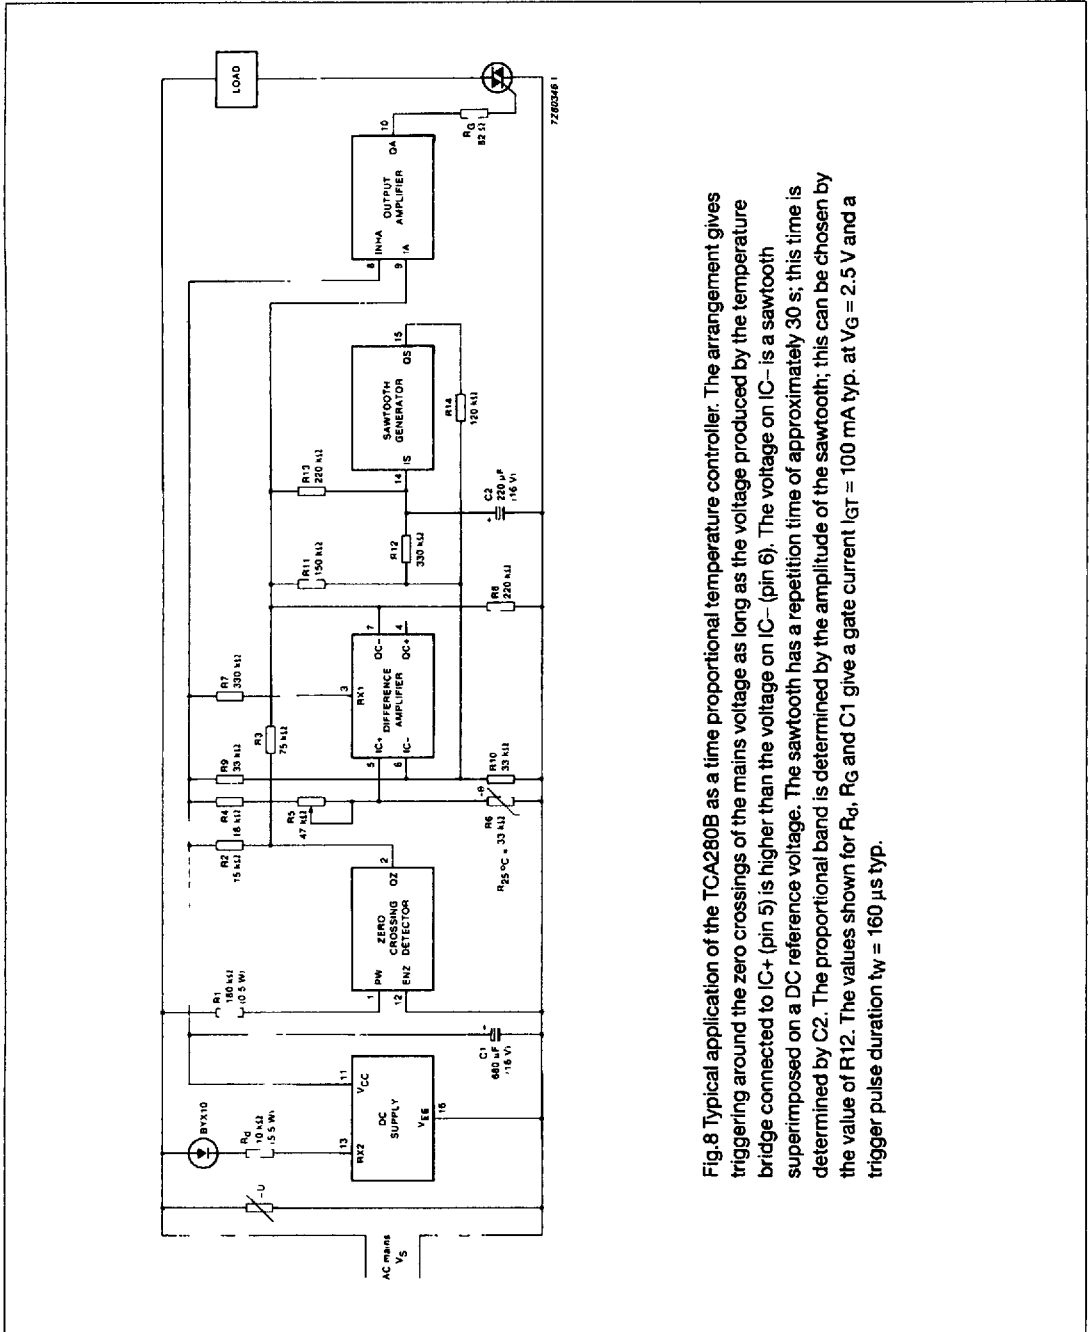 AC mains
VS
-U
BYX10
Rd
10 kΩ
(5.5 W)
13
RX2
DC
SUPPLY
11
VCC
VEE
16
C1
680 µF
(16 V)
+
R1
180 kΩ
(0.5 W)
1
PW
12
ENZ
ZERO
CROSSING
DETECTOR
2
QZ
R2
15 kΩ
R4
18 kΩ
R9
33 kΩ
R7
330 kΩ
R5
47 kΩ
R3
75 kΩ
-θ
R6
33 kΩ
R25 °C =
R10
33 kΩ
5
IC+
6
IC-
3
RX1
DIFFERENCE
AMPLIFIER
7
QC-
4
QC+
R8
220 kΩ
R11
150 kΩ
R12
330 kΩ
R13
220 kΩ
C2
220 µF
(16 V)
+
14
IS
SAWTOOTH
GENERATOR
15
QS
R14
120 kΩ
8
INHA
9
IA
OUTPUT
AMPLIFIER
10
QA
RG
82 Ω
LOAD
7Z80346 1
Fig.8 Typical application of the TCA280B as a time proportional temperature controller. The arrangement gives
triggering around the zero crossings of the mains voltage as long as the voltage produced by the temperature
bridge connected to IC+ (pin 5) is higher than the voltage on IC– (pin 6). The voltage on IC– is a sawtooth
superimposed on a DC reference voltage. The sawtooth has a repetition time of approximately 30 s; this time is
determined by C2. The proportional band is determined by the amplitude of the sawtooth; this can be chosen by
the value of R12. The values shown for Rd, RG and C1 give a gate current IGT = 100 mA typ. at VG = 2.5 V and a
trigger pulse duration tW = 160 µs typ.